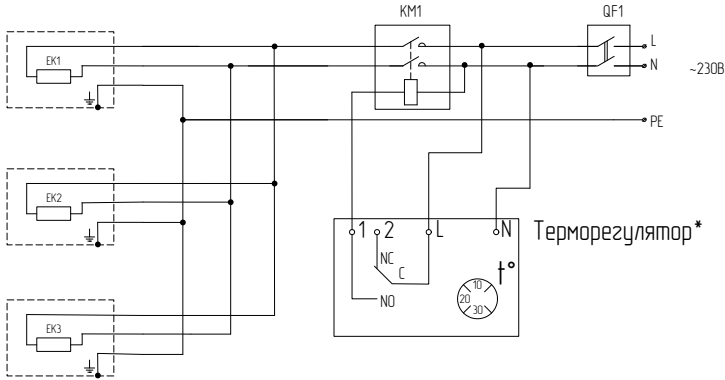 KM1
QF1
EK1
L
N
~230В
PE
EK2
1
2
L
N
Терморегулятор*
NC
C
NO
t°
10
20
30
EK3